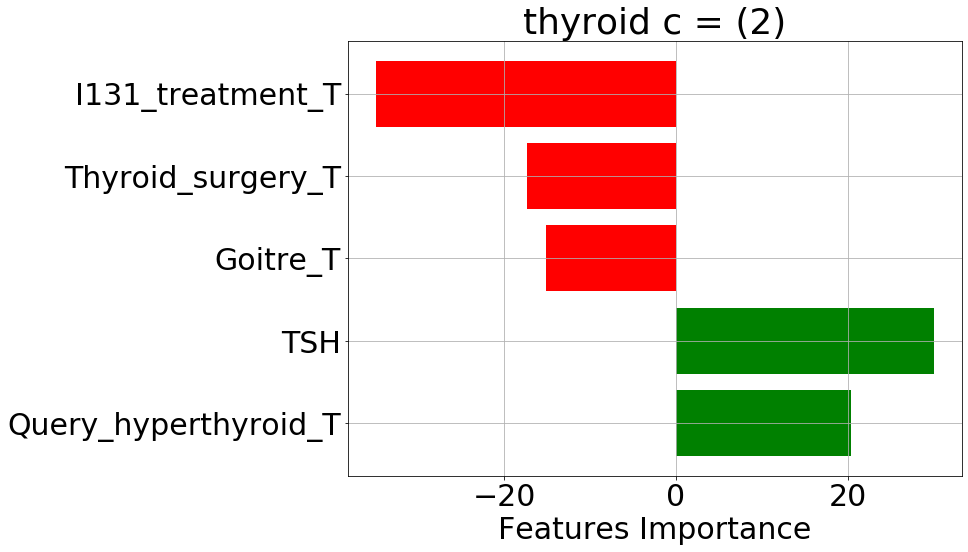 thyroid c = (2)
I131_treatment_T
Thyroid_surgery_T
Goitre_T
TSH
Query_hyperthyroid_T
−20 0 20
Features Importance